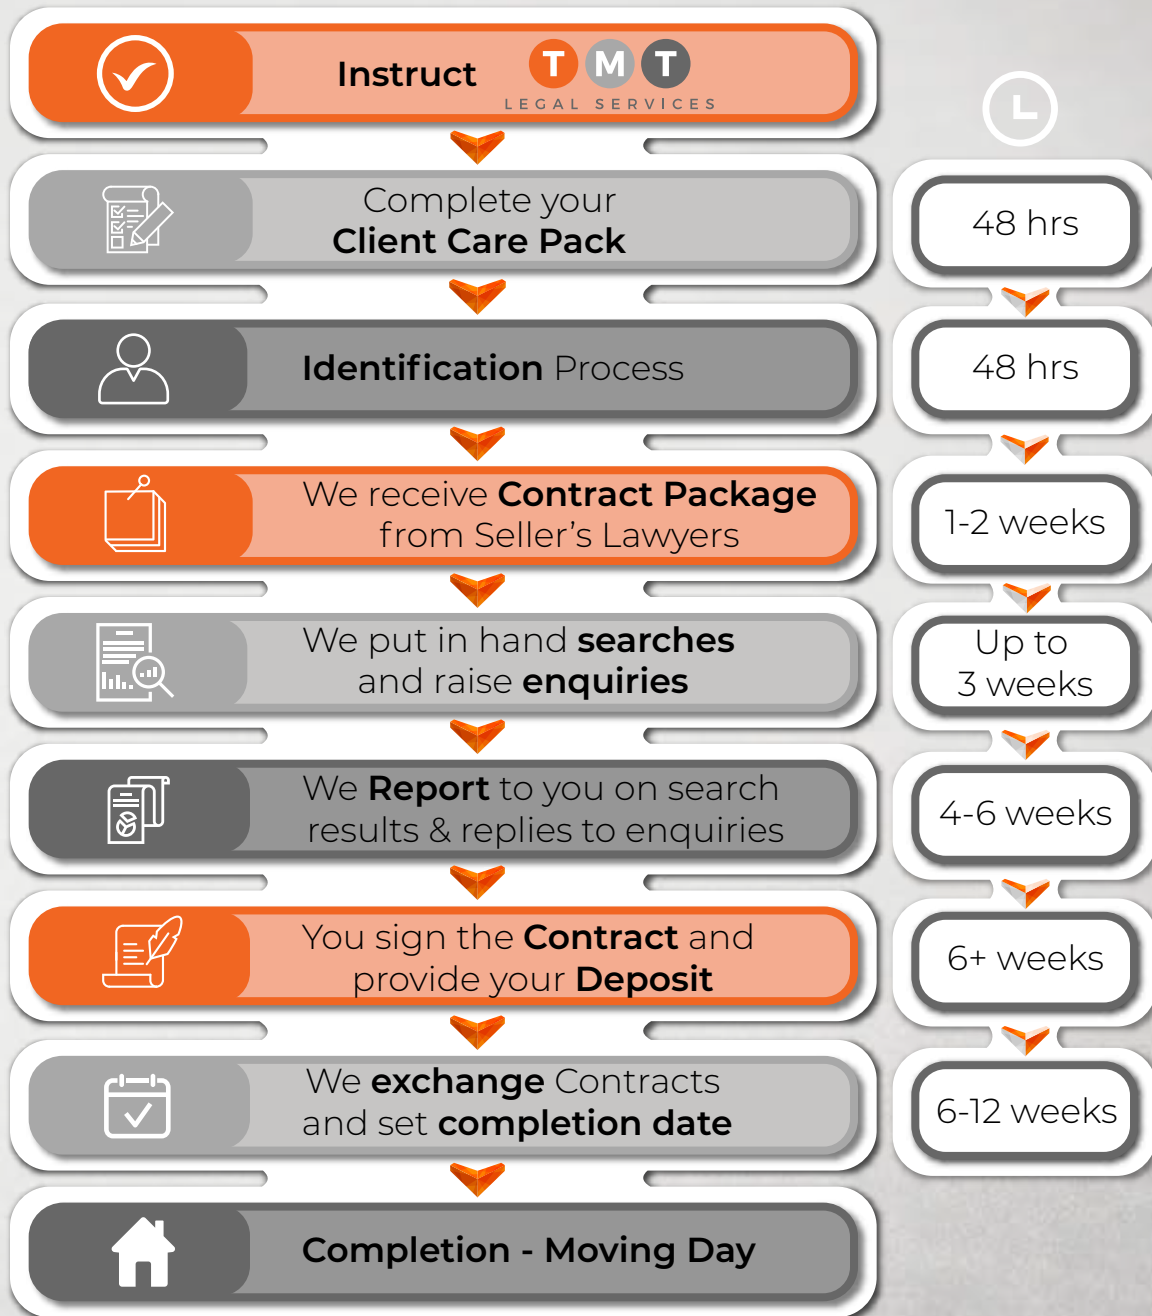 Instruct TMT
LEGAL SERVICES
Complete your
Client Care Pack
48 hrs
Identification Process
48 hrs
We receive Contract Package
from Seller’s Lawyers
1-2 weeks
We put in hand searches
and raise enquiries
Up to
3 weeks
We Report to you on search
results & replies to enquiries
4-6 weeks
You sign the Contract and
provide your Deposit
6+ weeks
We exchange Contracts
and set completion date
6-12 weeks
Completion - Moving Day